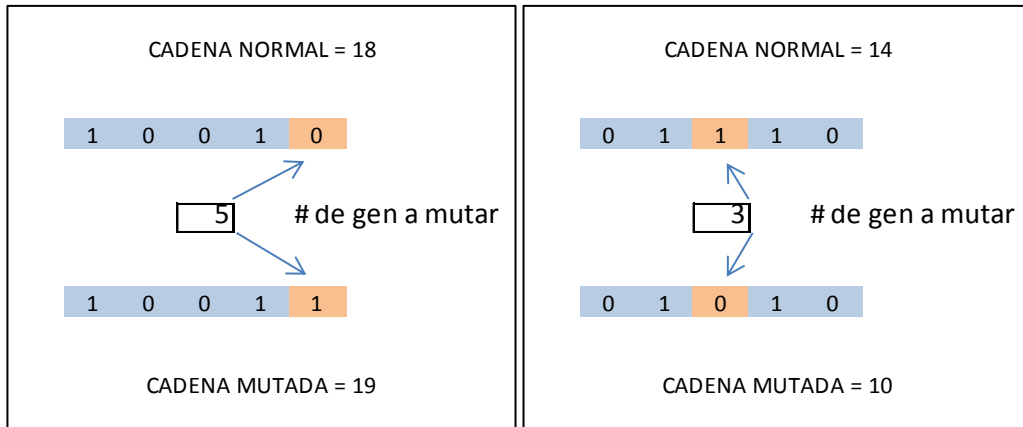 CADENA NORMAL = 18
1 0 0 1 0
5 # de gen a mutar
1 0 0 1 1
CADENA MUTADA = 19
CADENA NORMAL = 14
0 1 1 1 0
3 # de gen a mutar
0 1 0 1 0
CADENA MUTADA = 10